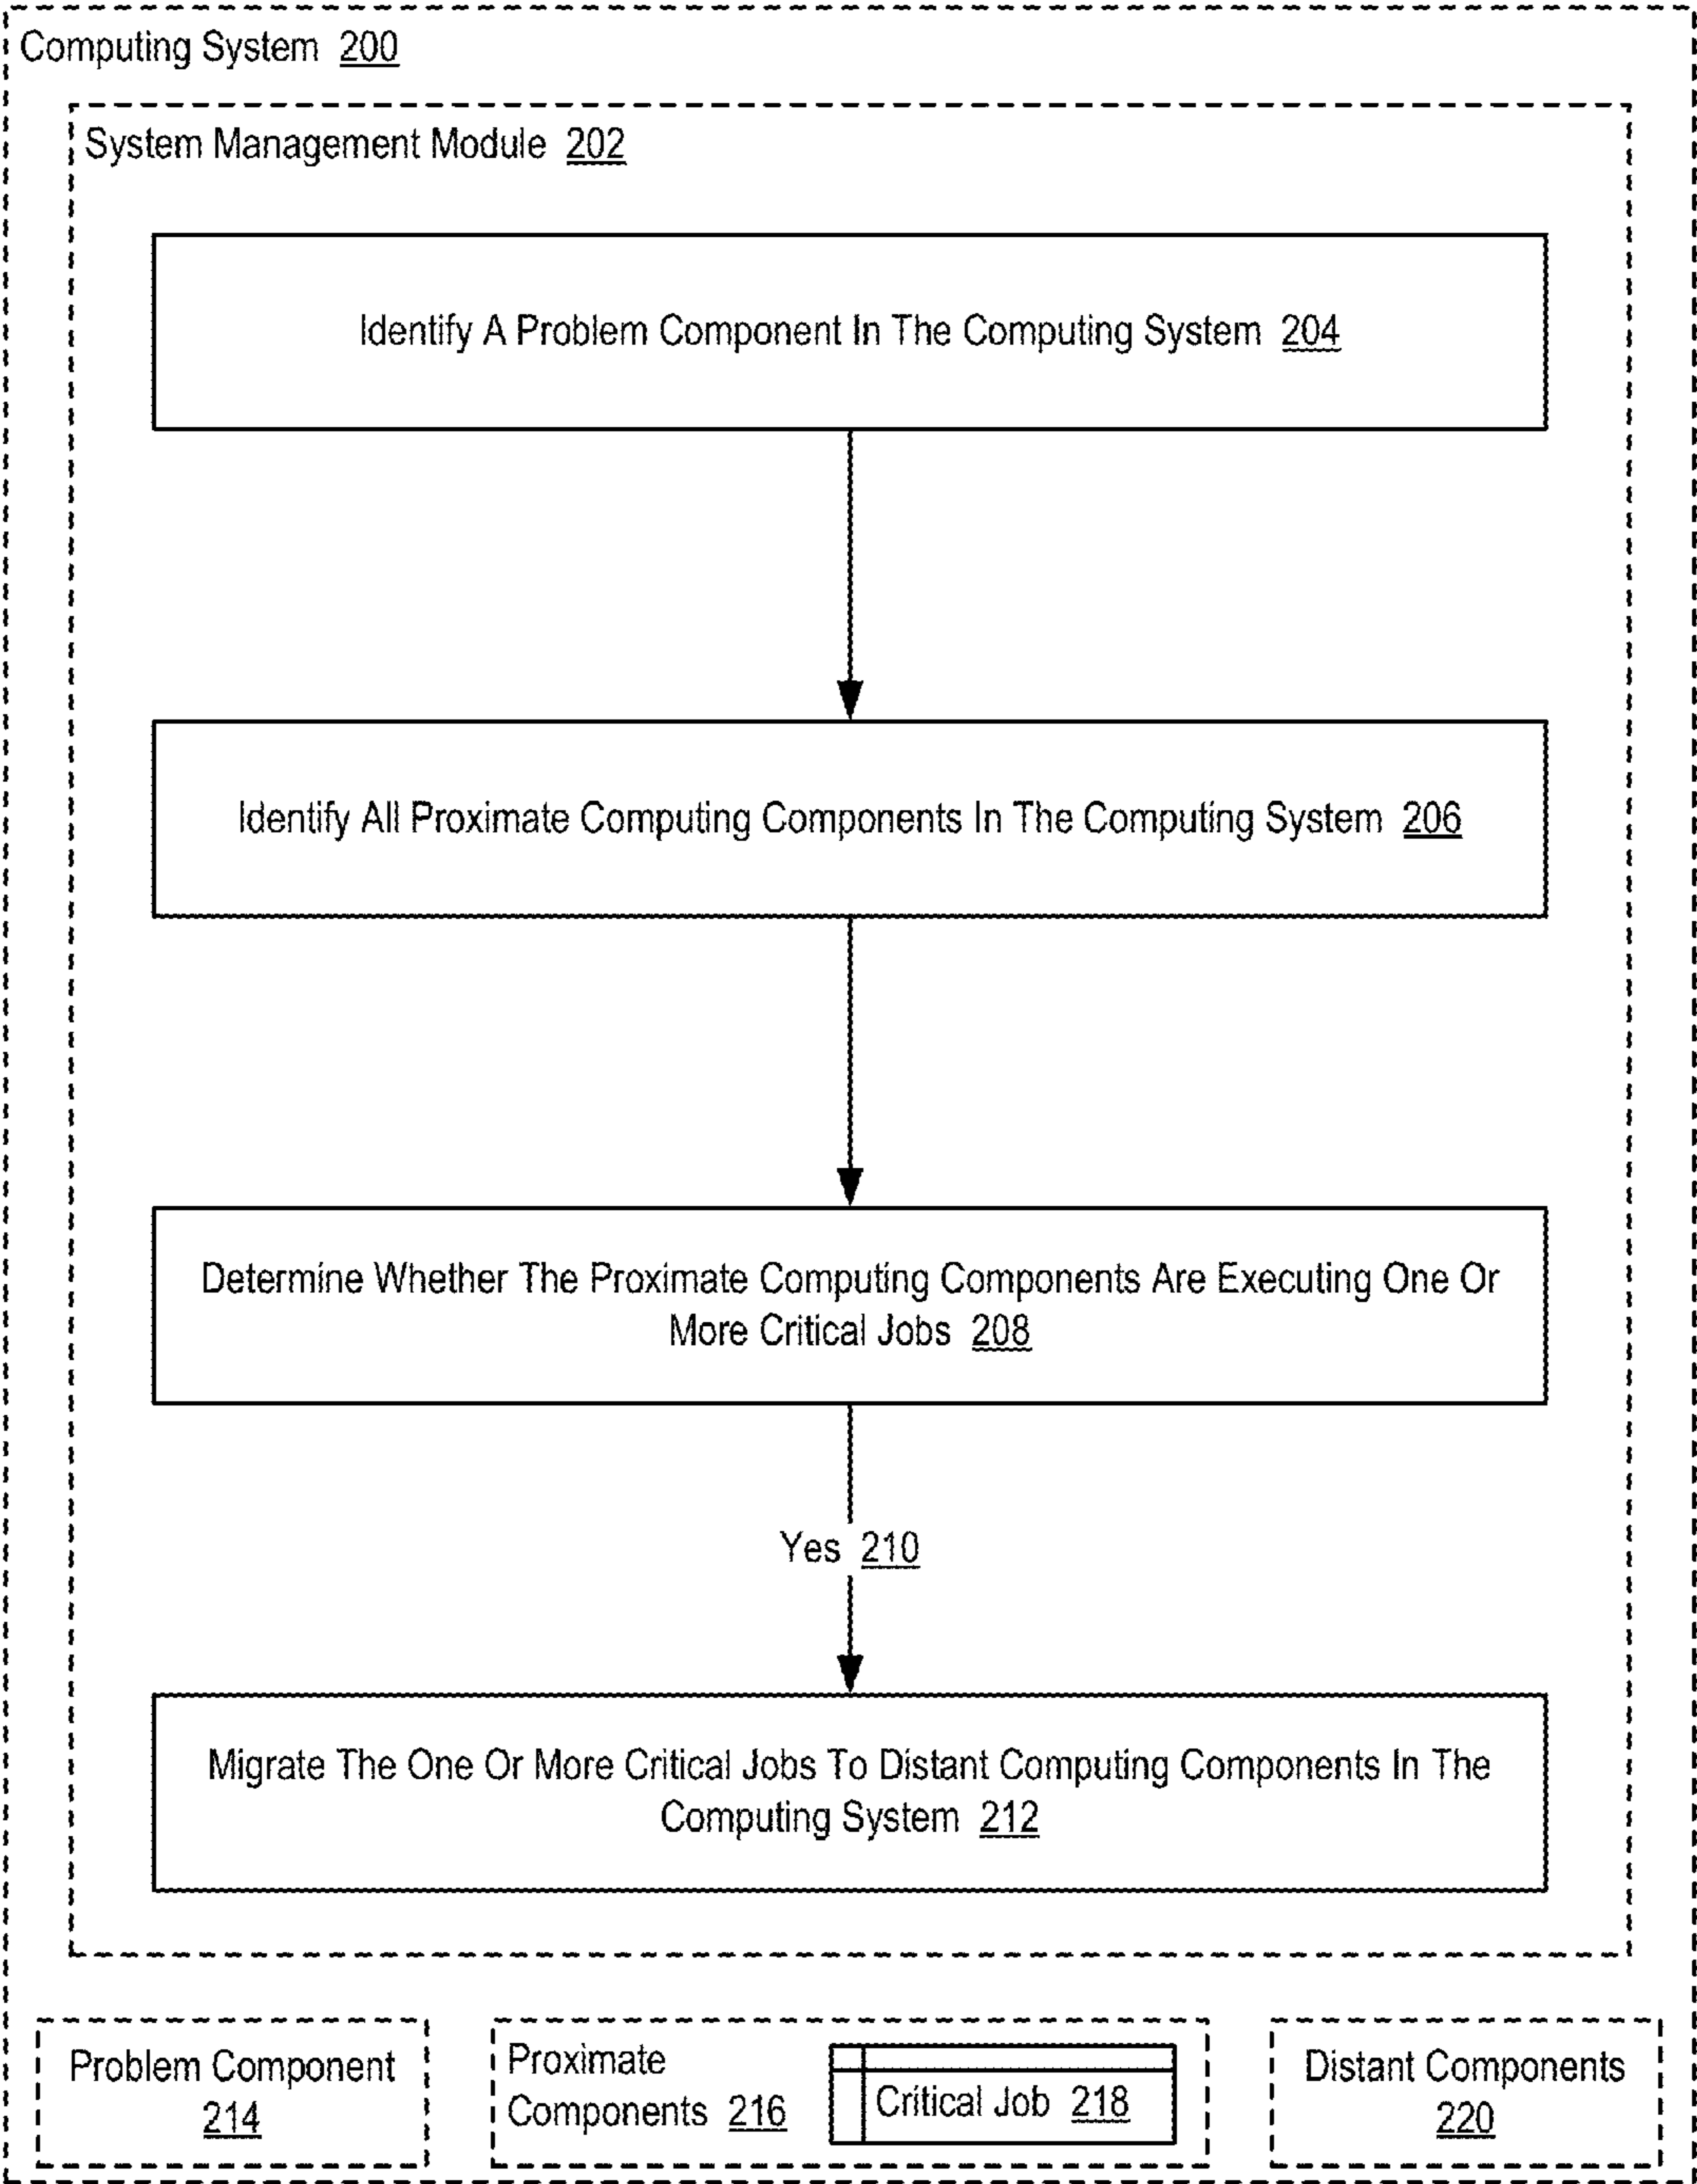 Computing System 200
System Management Module 202
Identify A Problem Component In The Computing System 204
Identify All Proximate Computing Components In The Computing System 206
Determine Whether The Proximate Computing Components Are Executing One Or
More Critical Jobs 208
Yes 210
Migrate The One Or More Critical Jobs To Distant Computing Components In The
Computing System 212
Problem Component
214
Proximate
Components 216
Critical Job 218
Distant Components
220